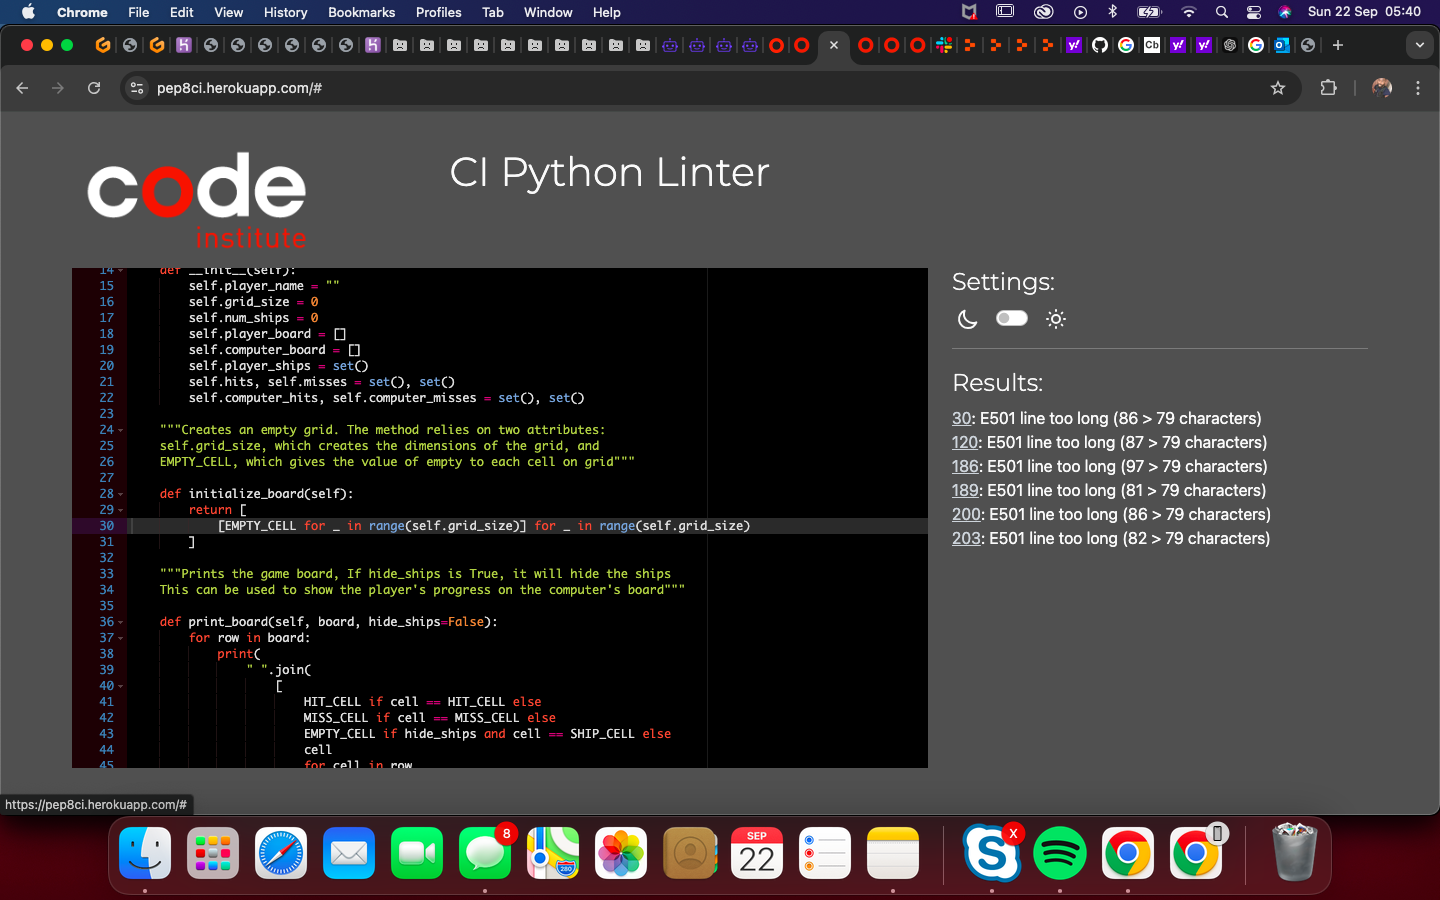 Chrome File Edit View History Bookmarks Profiles Tab Window Help Sun 22 Sep 05:40
pep8ci.herokuapp.com/#
code
institute
CI Python Linter
14 def __init__(self):
15 self.player_name = ""
16 self.grid_size = 0
17 self.num_ships = 0
18 self.player_board = []
19 self.computer_board = []
20 self.player_ships = set()
21 self.hits, self.misses = set(), set()
22 self.computer_hits, self.computer_misses = set(), set()
23
24 """Creates an empty grid. The method relies on two attributes:
25 self.grid_size, which creates the dimensions of the grid, and
26 EMPTY_CELL, which gives the value of empty to each cell on grid"""
27
28 def initialize_board(self):
29 return [
30 [EMPTY_CELL for _ in range(self.grid_size)] for _ in range(self.grid_size)
31 ]
32
33 """Prints the game board, If hide_ships is True, it will hide the ships
34 This can be used to show the player's progress on the computer's board"""
35
36 def print_board(self, board, hide_ships=False):
37 for row in board:
38 print(
39 " ".join(
40 [
41 HIT_CELL if cell == HIT_CELL else
42 MISS_CELL if cell == MISS_CELL else
43 EMPTY_CELL if hide_ships and cell == SHIP_CELL else
44 cell
45 for cell in row
Settings:
Results:
30: E501 line too long (86 > 79 characters)
120: E501 line too long (87 > 79 characters)
186: E501 line too long (97 > 79 characters)
189: E501 line too long (81 > 79 characters)
200: E501 line too long (86 > 79 characters)
203: E501 line too long (82 > 79 characters)
https://pep8ci.herokuapp.com/#
8
280
SEP
22
S
X